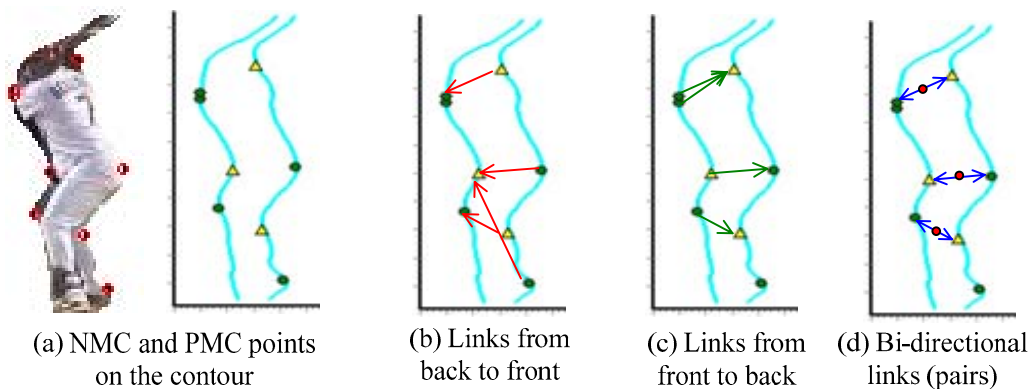 (a) NMC and PMC points
on the contour
(b) Links from
back to front
(c) Links from
front to back
(d) Bi-directional
links (pairs)